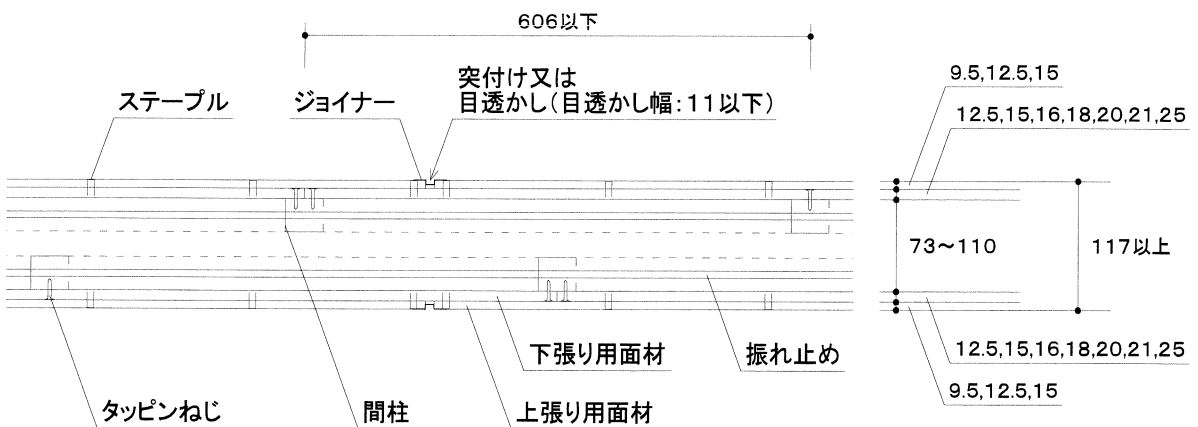 606以下
ステープル
ジョイナー
突付け又は
目透かし(目透かし幅:11以下)
9.5,12.5,15
12.5,15,16,18,20,21,25
73～110
117以上
下張り用面材
振れ止め
12.5,15,16,18,20,21,25
9.5,12.5,15
タッピンねじ
間柱
上張り用面材